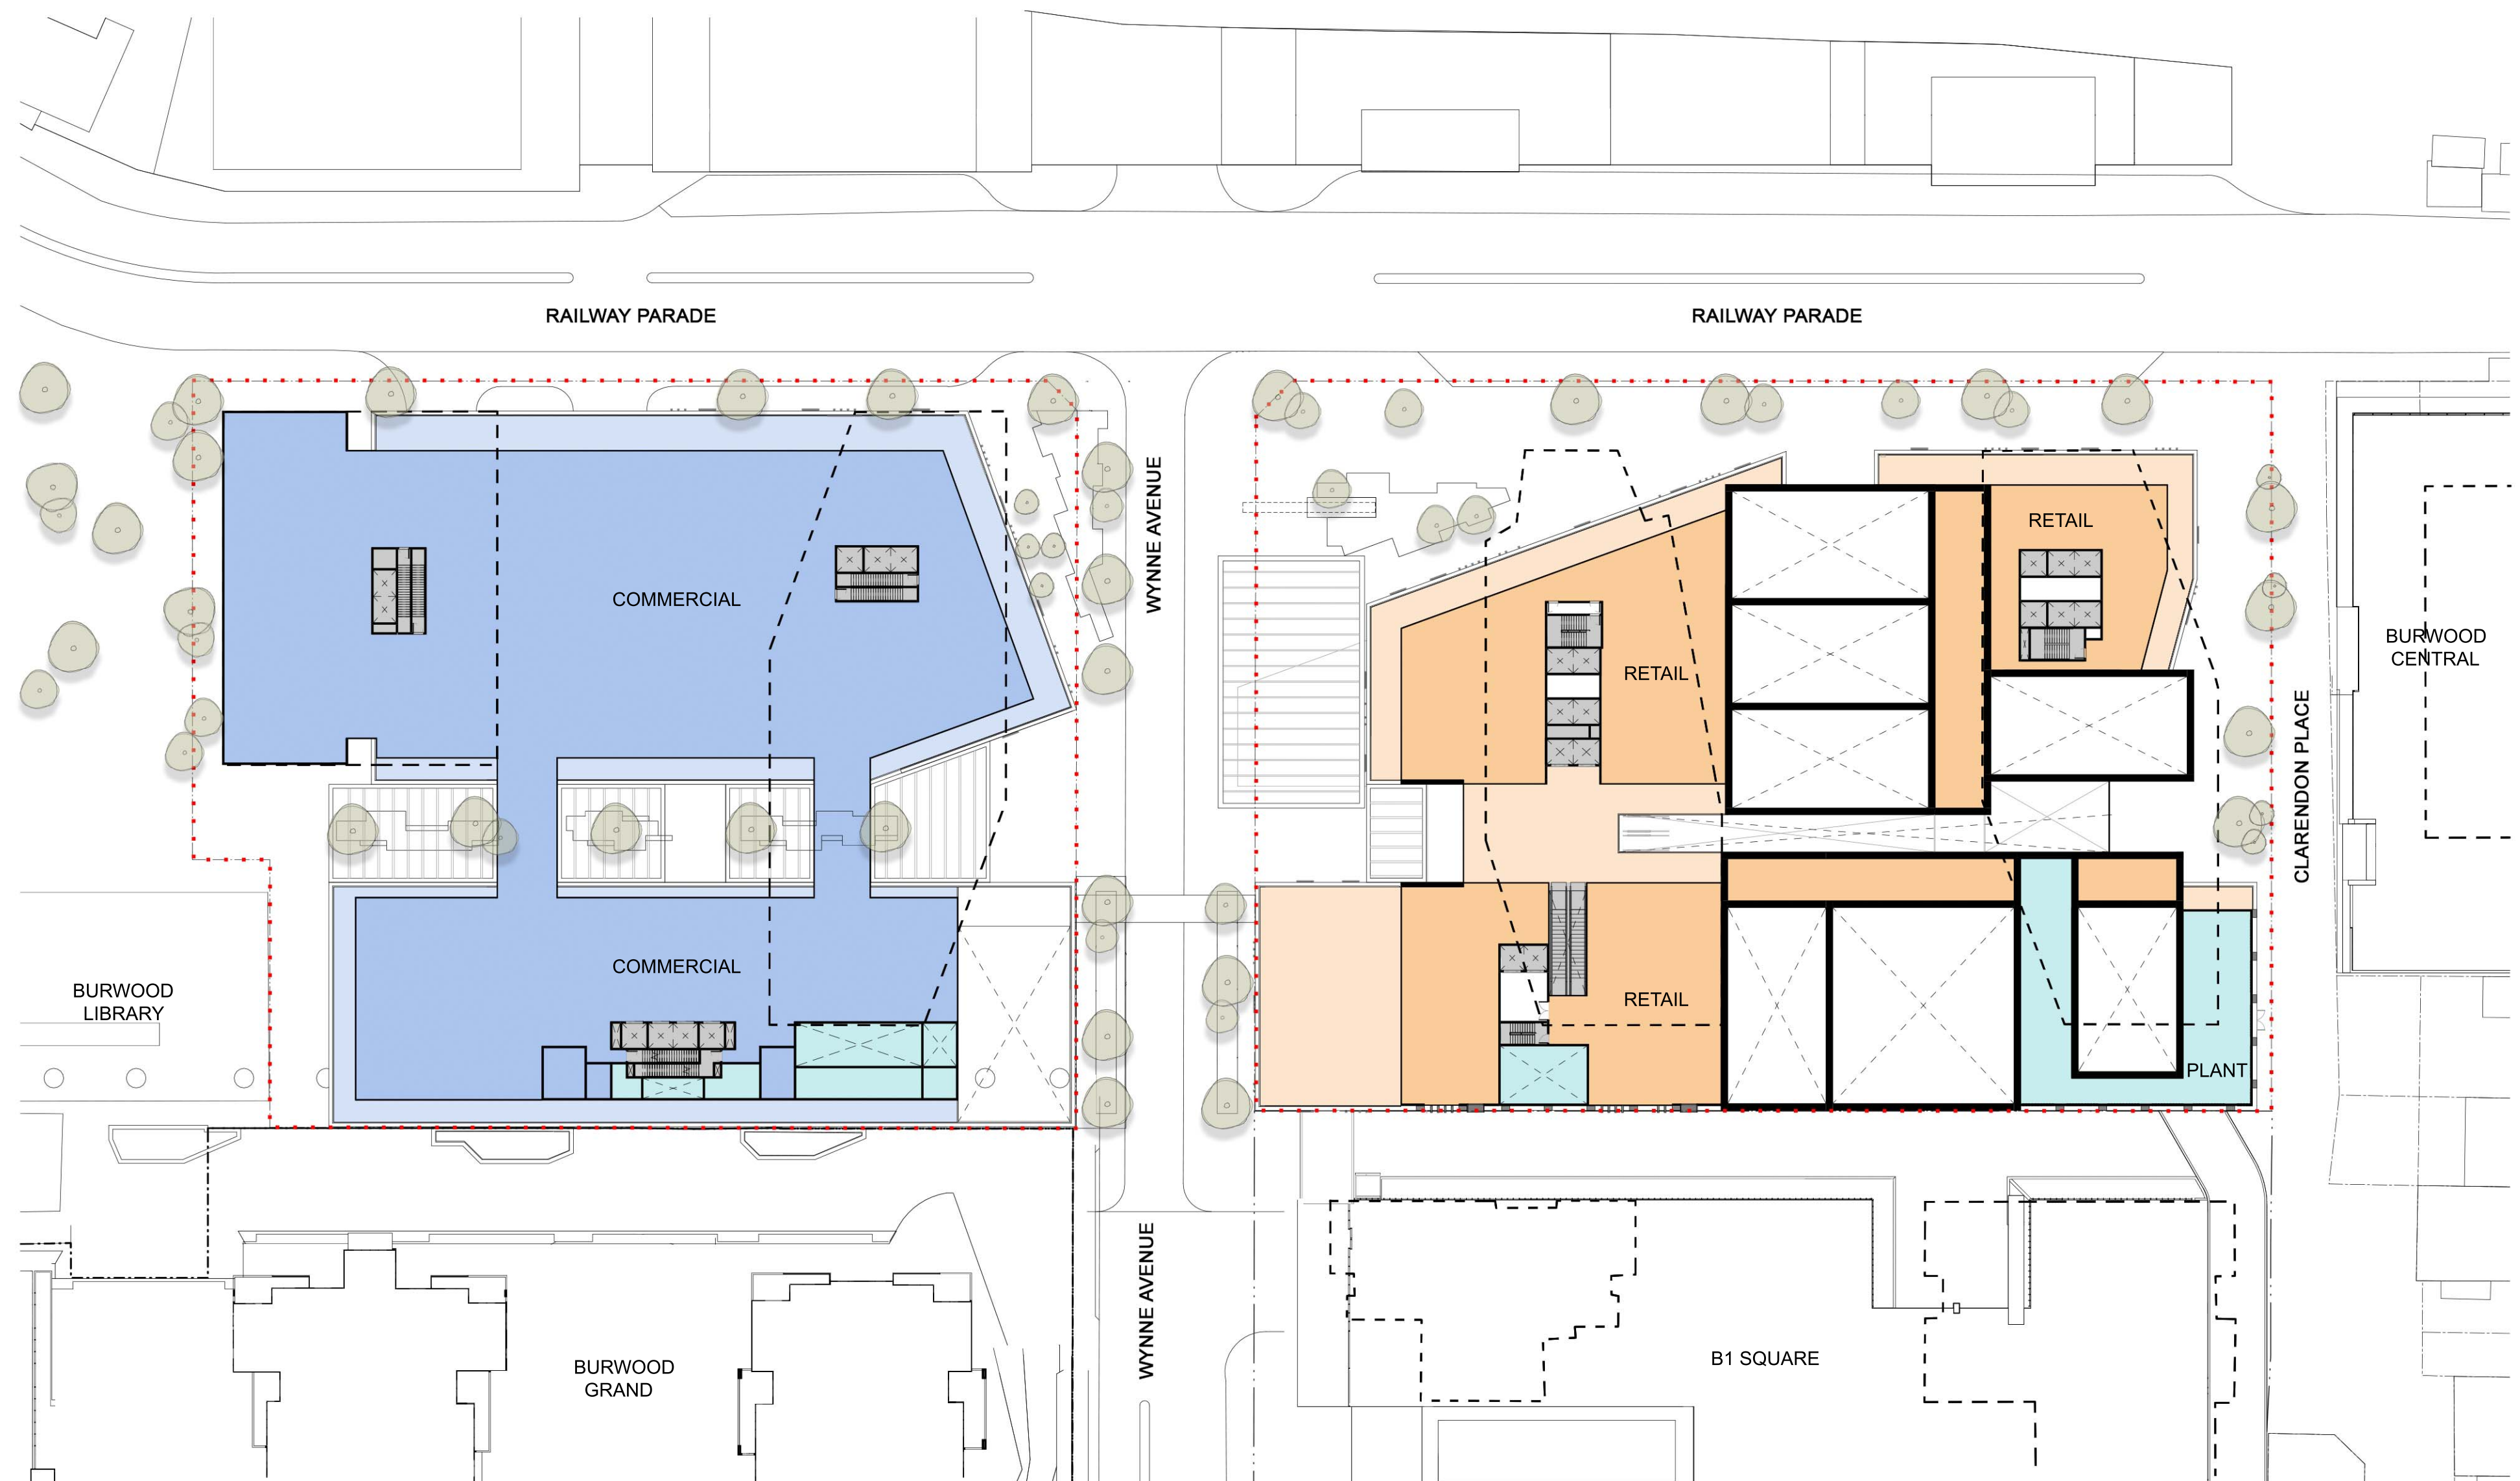 RAILWAY PARADE
RAILWAY PARADE
WYNNE AVENUE
COMMERCIAL
RETAIL
RETAIL
BURWOOD
CENTRAL
CLARENDON PLACE
COMMERCIAL
RETAIL
BURWOOD
LIBRARY
PLANT
WYNNE AVENUE
BURWOOD
GRAND
B1 SQUARE